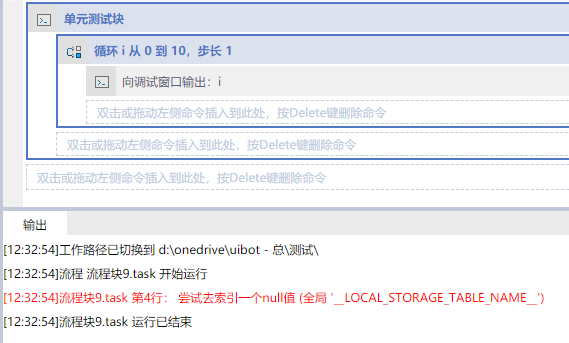 单元测试块
循环 i 从 0 到 10，步长 1
向调试窗口输出：i
双击或拖动左侧命令插入到此处，按Delete键删除命令
双击或拖动左侧命令插入到此处，按Delete键删除命令
双击或拖动左侧命令插入到此处，按Delete键删除命令
输出
[12:32:54]工作路径已切换到 d:\onedrive\uibot - 总\测试\
[12:32:54]流程 流程块9.task 开始运行
[12:32:54]流程块9.task 第4行： 尝试去索引一个null值 (全局 '__LOCAL_STORAGE_TABLE_NAME__')
[12:32:54]流程块9.task 运行已结束